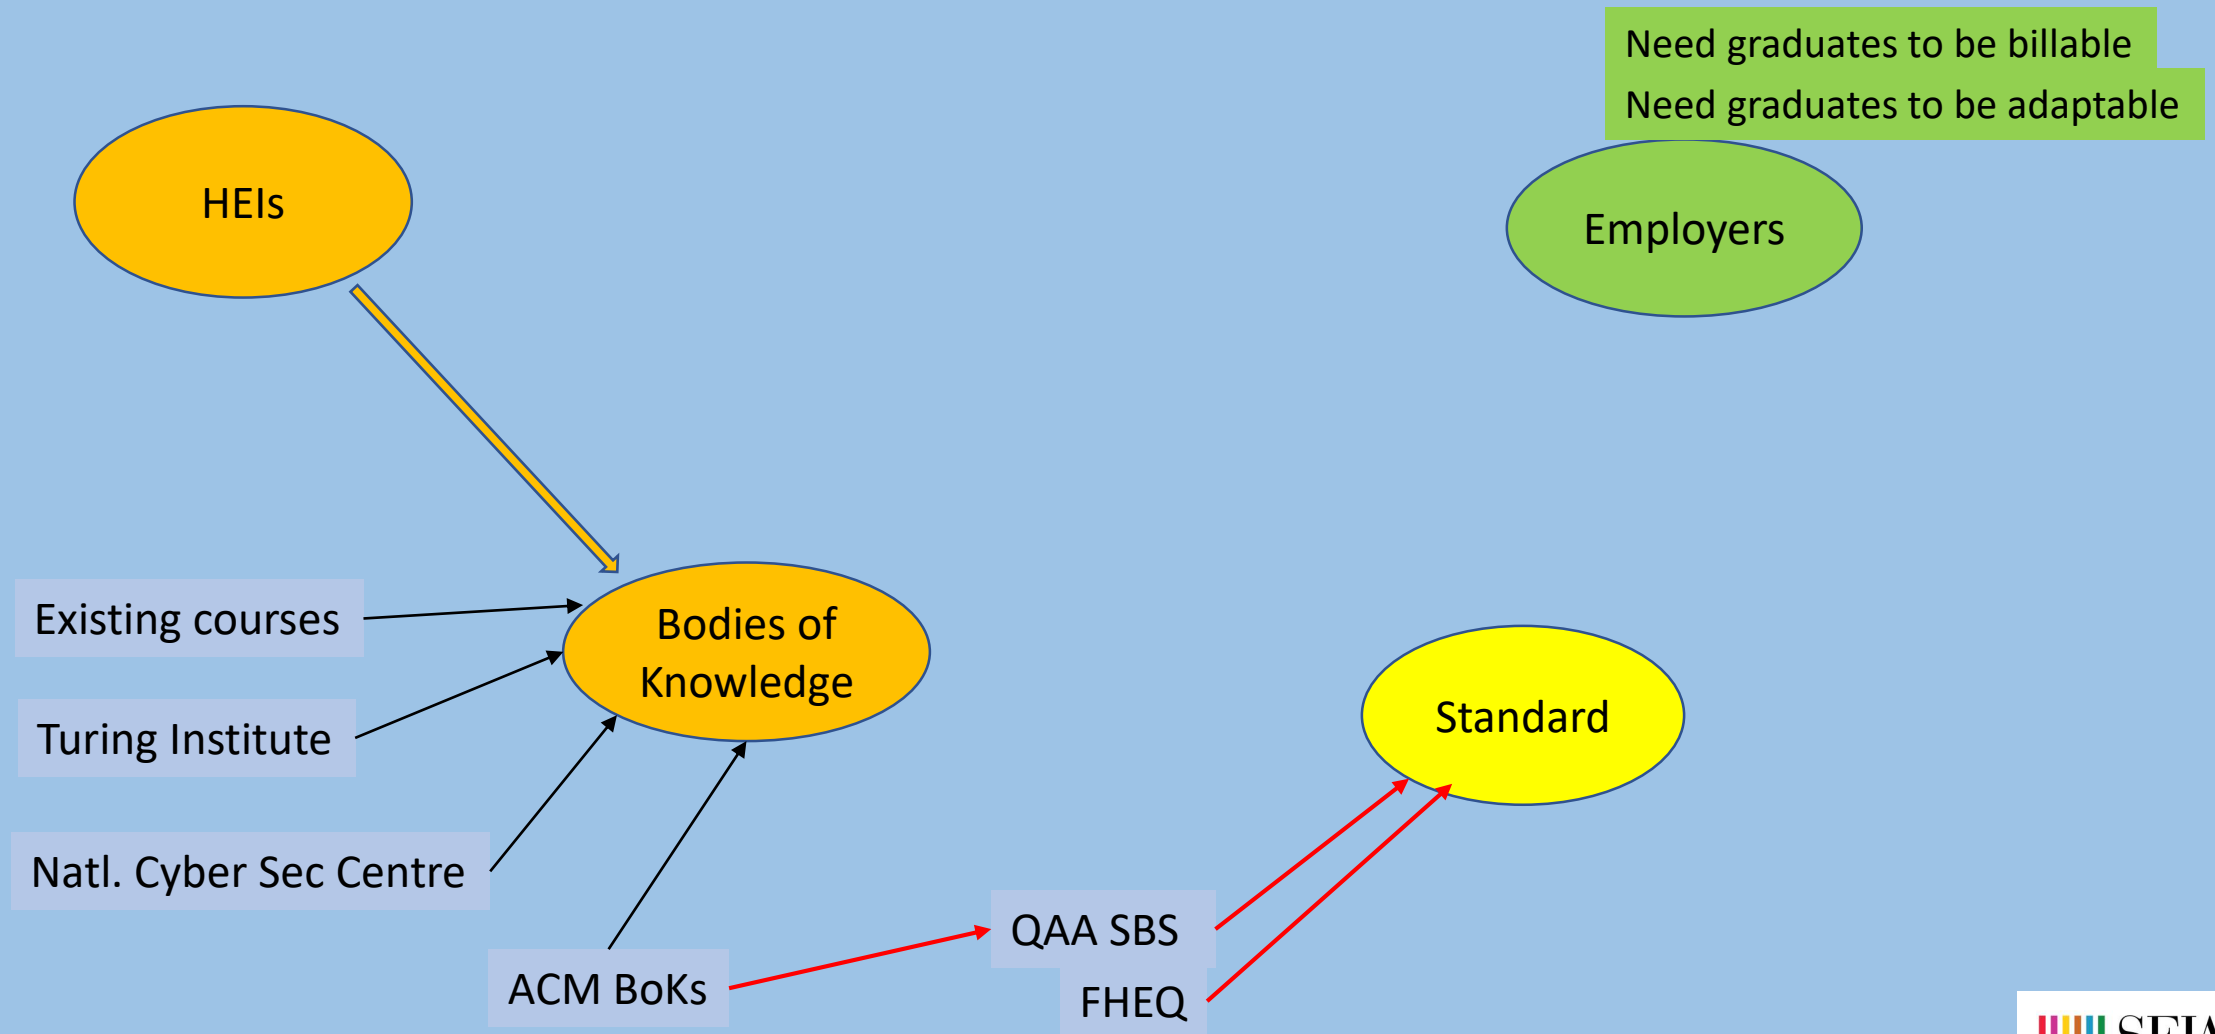 Need graduates to be billable
Need graduates to be adaptable
HEIs
Employers
Existing courses
Bodies of
Knowledge
Turing Institute
Standard
Natl. Cyber Sec Centre
QAA SBS
ACM BoKs
FHEQ